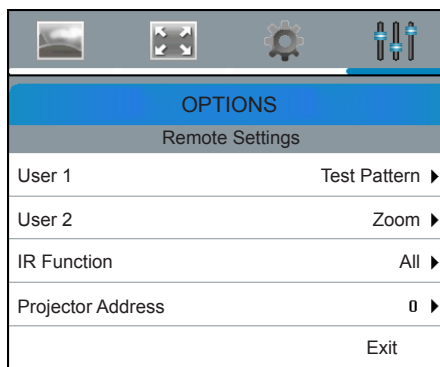 OPTIONS
Remote Settings
User 1 Test Pattern
User 2 Zoom
IR Function All
Projector Address 0
Exit